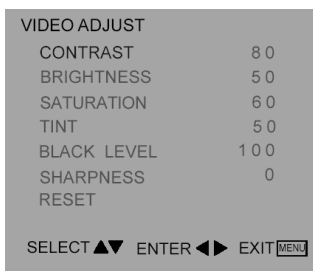 VIDEO ADJUST
CONTRAST 80
BRIGHTNESS 50
SATURATION 60
TINT 50
BLACK LEVEL 100
SHARPNESS 0
RESET
SELECT ▲▼ ENTER ◀▶ EXIT MENU